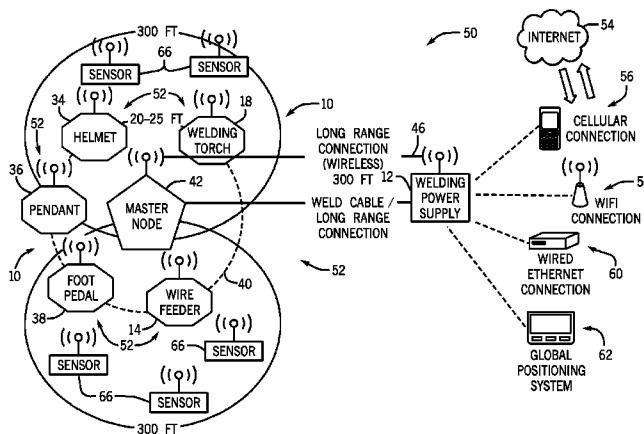 300 FT
50
INTERNET
54
SENSOR
66
SENSOR
34
52
18
56
HELMET
20–25 FT
WELDING
TORCH
10
CELLULAR
CONNECTION
52
36
LONG RANGE
CONNECTION
(WIRELESS)
300 FT
46
12
42
5
PENDANT
MASTER
NODE
WELDING
POWER
SUPPLY
WIFI
CONNECTION
WELD CABLE /
LONG RANGE
CONNECTION
10
FOOT
PEDAL
WIRE
FEEDER
40
52
WIRED
ETHERNET
CONNECTION
60
38
14
52
66
SENSOR
SENSOR
66
SENSOR
GLOBAL
POSITIONING
SYSTEM
62
300 FT